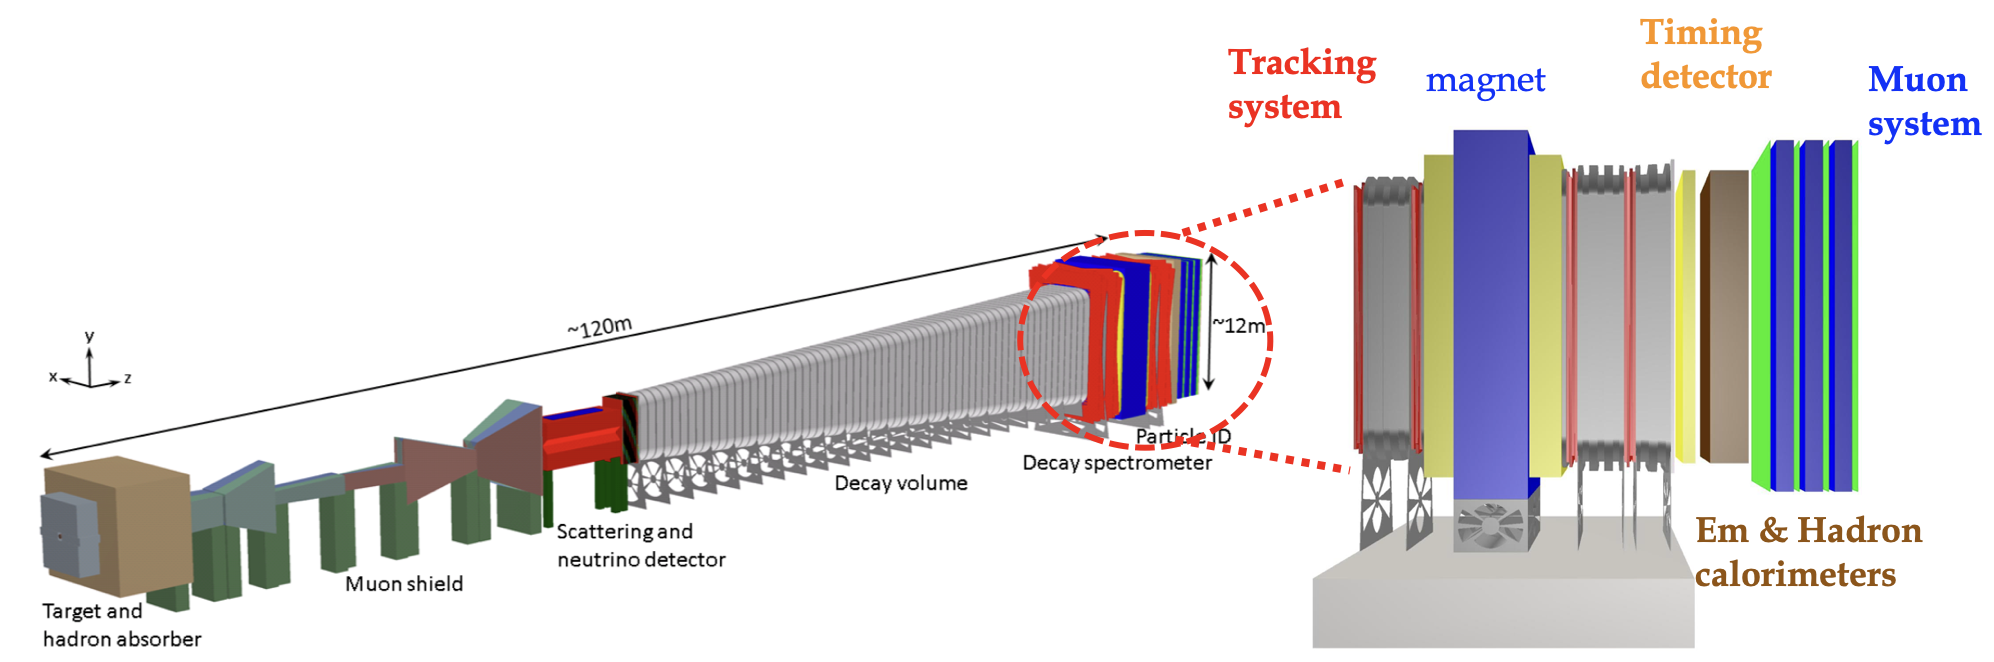 Tracking
system
magnet
Timing
detector
Muon
system
~120m
~12m
y
x
z
Particle ID
Decay spectrometer
Decay volume
Scattering and
neutrino detector
Muon shield
Target and
hadron absorber
Em & Hadron
calorimeters